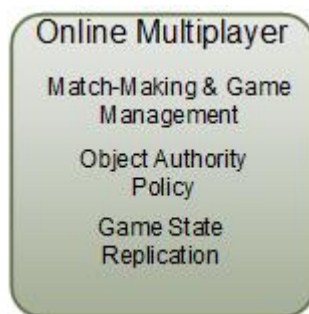 Online Multiplayer
Match-Making & Game
Management
Object Authority
Policy
Game State
Replication